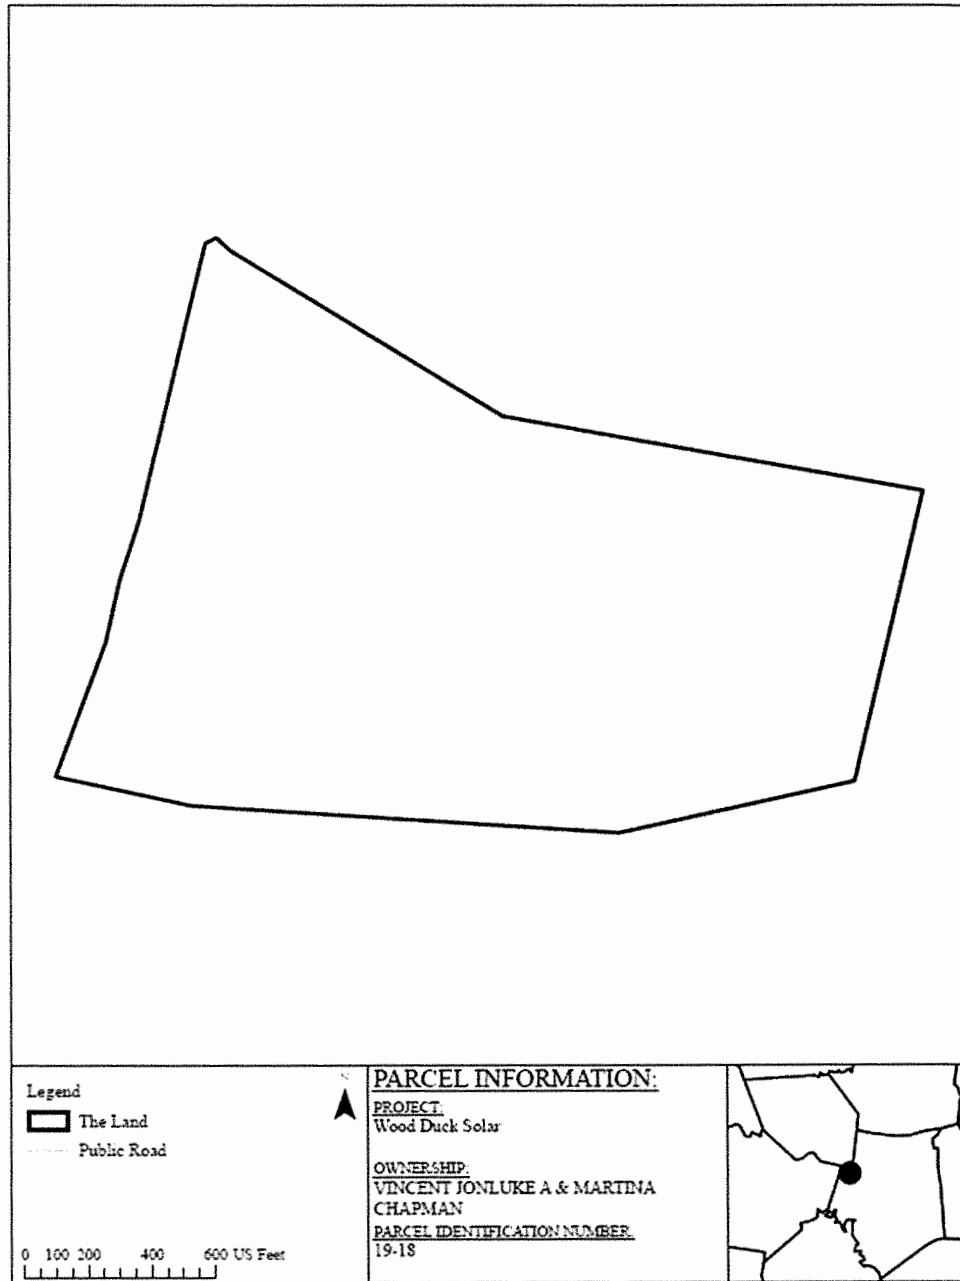 Legend
The Land
Public Road
0 100 200 400 600 US Feet
N
PARCEL INFORMATION:
PROJECT:
Wood Duck Solar
OWNERSHIP:
VINCENT JONLUKE A & MARTINA
CHAPMAN
PARCEL IDENTIFICATION NUMBER:
19-18